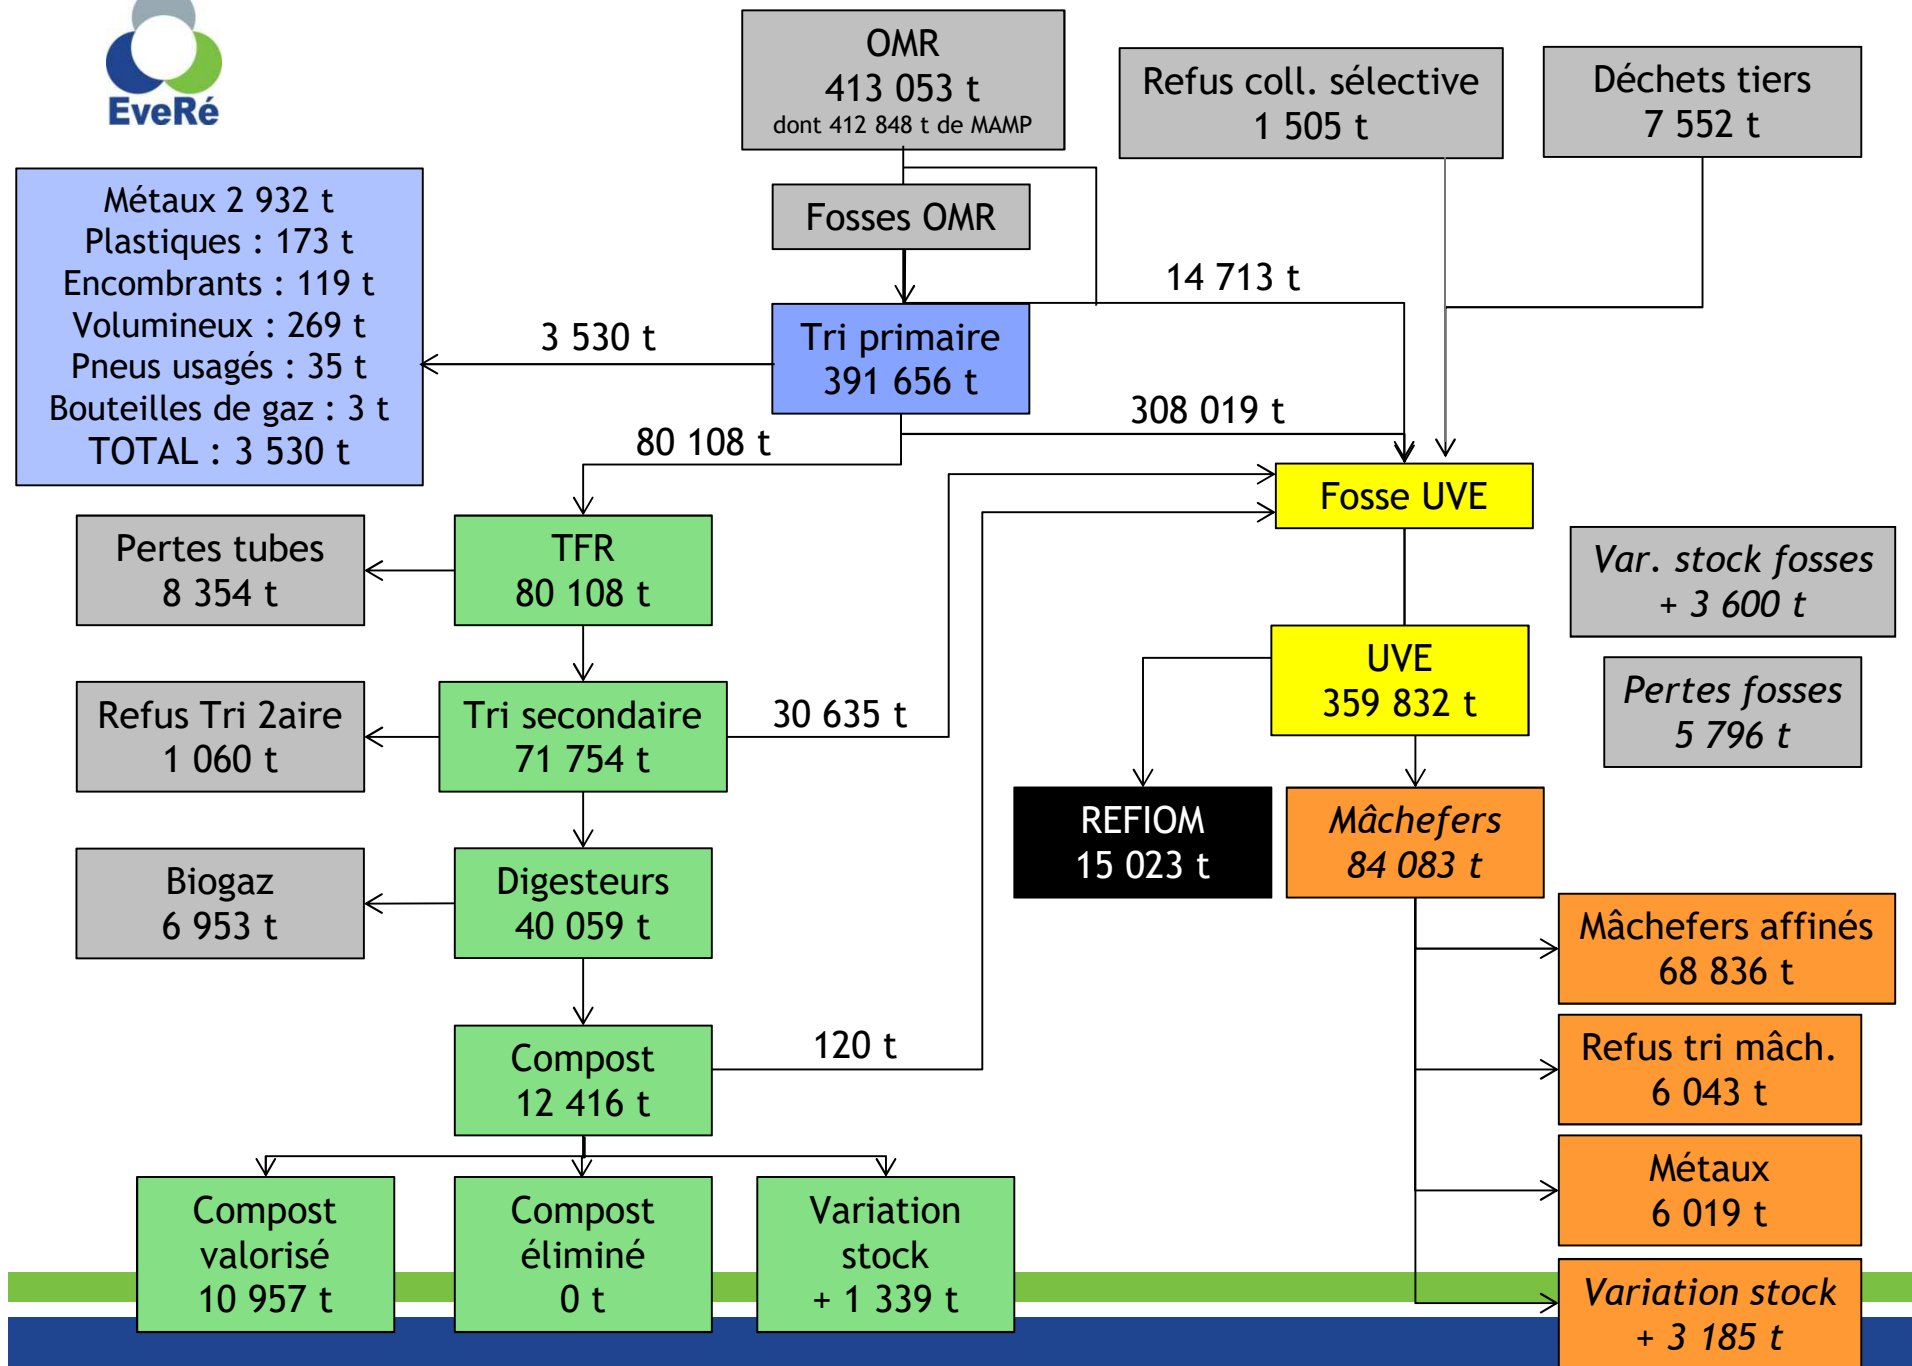 EveRé
OMR
413 053 t
dont 412 848 t de MAMP
Refus coll. sélective
1 505 t
Déchets tiers
7 552 t
Métaux 2 932 t
Plastiques : 173 t
Encombrants : 119 t
Volumineux : 269 t
Pneus usagés : 35 t
Bouteilles de gaz : 3 t
TOTAL : 3 530 t
Fosses OMR
14 713 t
3 530 t
Tri primaire
391 656 t
308 019 t
80 108 t
Fosse UVE
Pertes tubes
8 354 t
TFR
80 108 t
Var. stock fosses
+ 3 600 t
UVE
359 832 t
Pertes fosses
5 796 t
Refus Tri 2aire
1 060 t
Tri secondaire
71 754 t
30 635 t
REFIOM
15 023 t
Mâchefers
84 083 t
Biogaz
6 953 t
Digesteurs
40 059 t
Mâchefers affinés
68 836 t
Compost
12 416 t
120 t
Refus tri mâch.
6 043 t
Métaux
6 019 t
Compost
valorisé
10 957 t
Compost
éliminé
0 t
Variation
stock
+ 1 339 t
Variation stock
+ 3 185 t